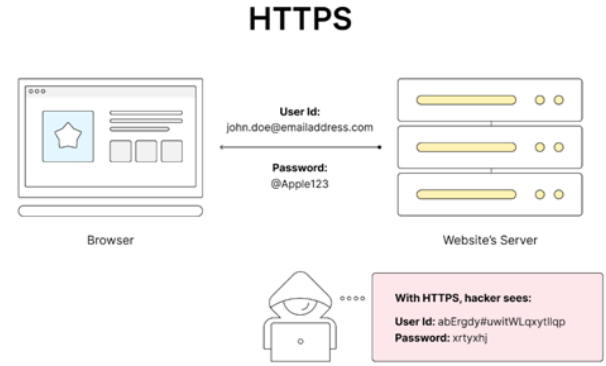 HTTPS
User Id:
john.doe@emailaddress.com
Password:
@Apple123
Browser
Website's Server
With HTTPS, hacker sees:
User Id: abErgdy#uwitWLqxytllqp
Password: xrtyxhj